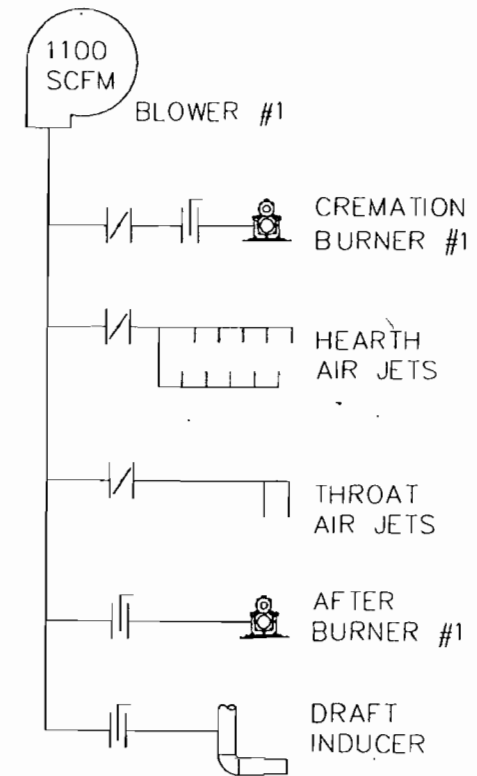 1100
SCFM
BLOWER #1
CREMATION
BURNER #1
HEARTH
AIR JETS
THROAT
AIR JETS
AFTER
BURNER #1
DRAFT
INDUCER